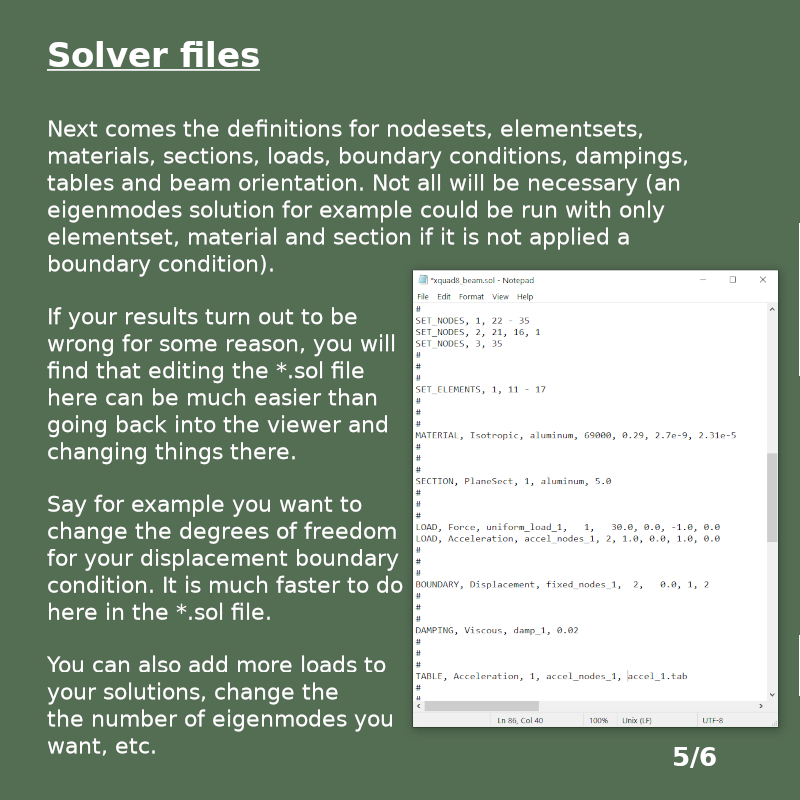 Solver files
Next comes the definitions for nodesets, elementsets,
materials, sections, loads, boundary conditions, dampings,
tables and beam orientation. Not all will be necessary (an
eigenmodes solution for example could be run with only
elementset, material and section if it is not applied a
boundary condition).
If your results turn out to be
wrong for some reason, you will
find that editing the *.sol file
here can be much easier than
going back into the viewer and
changing things there.
Say for example you want to
change the degrees of freedom
for your displacement boundary
condition. It is much faster to do
here in the *.sol file.
You can also add more loads to
your solutions, change the
the number of eigenmodes you
want, etc.
*xquad8_beam.sol - Notepad
File Edit Format View Help
#
SET_NODES, 1, 22 - 35
SET_NODES, 2, 21, 16, 1
SET_NODES, 3, 35
#
#
#
SET_ELEMENTS, 1, 11 - 17
#
#
#
MATERIAL, Isotropic, aluminum, 69000, 0.29, 2.7e-9, 2.31e-5
#
#
#
SECTION, PlaneSect, 1, aluminum, 5.0
#
#
#
LOAD, Force, uniform_load_1,   1,   30.0, 0.0, -1.0, 0.0
LOAD, Acceleration, accel_nodes_1, 2, 1.0, 0.0, 1.0, 0.0
#
#
#
BOUNDARY, Displacement, fixed_nodes_1,  2,   0.0, 1, 2
#
#
#
DAMPING, Viscous, damp_1, 0.02
#
#
#
TABLE, Acceleration, 1, accel_nodes_1, accel_1.tab
#
#
Ln 86, Col 40 100% Unix (LF) UTF-8
5/6